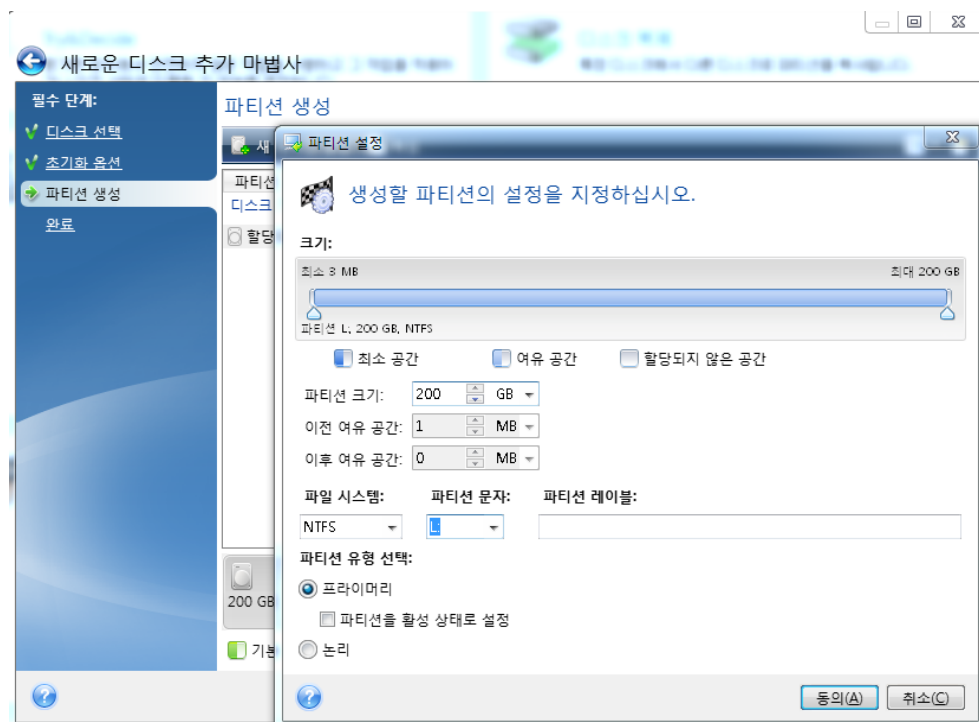 새로운 디스크 추가 마법사
필수 단계:
디스크 선택
초기화 옵션
파티션 생성
완료
파티션 생성
새
파티션
디스크
할당
200 GB
기본
파티션 설정
생성할 파티션의 설정을 지정하십시오.
크기:
최소 3 MB
최대 200 GB
파티션 L:, 200 GB, NTFS
최소 공간
여유 공간
할당되지 않은 공간
파티션 크기: 200 GB
이전 여유 공간: 1 MB
이후 여유 공간: 0 MB
파일 시스템: 파티션 문자: 파티션 레이블:
NTFS L:
파티션 유형 선택:
프라이머리
파티션을 활성 상태로 설정
논리
동의(A) 취소(C)